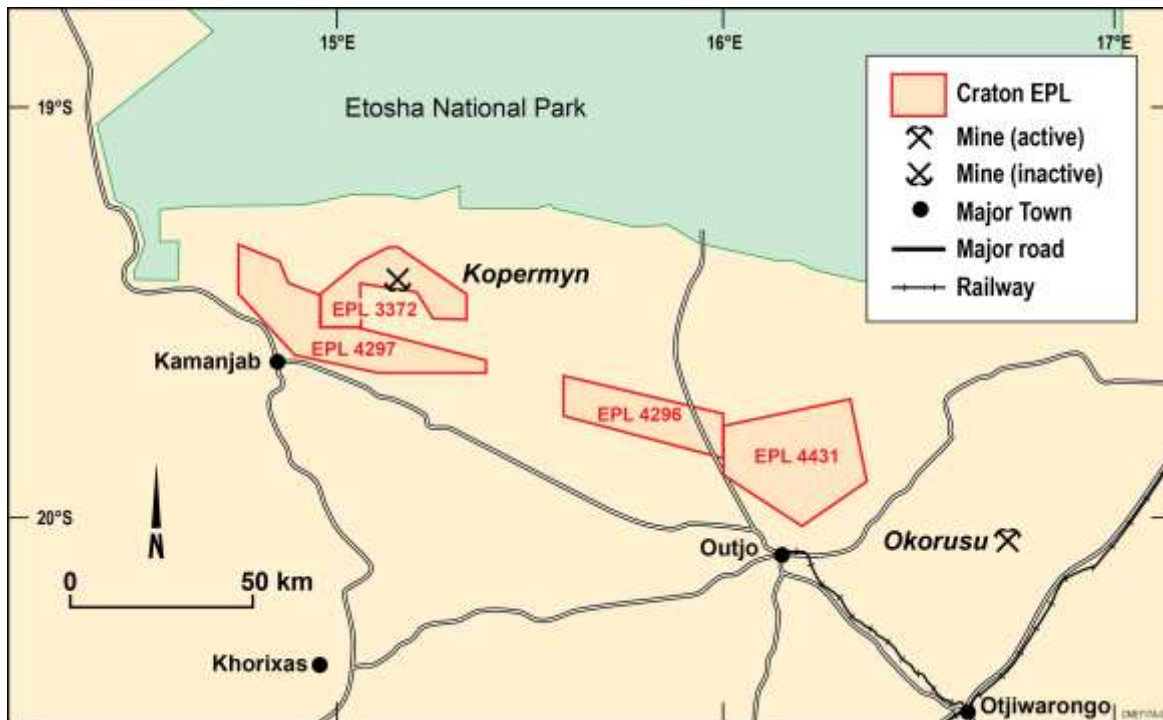 15°E
16°E
17°E
19°S
Etosha National Park
Craton EPL
Mine (active)
Mine (inactive)
Major Town
Major road
Railway
Kopermyn
EPL 3372
EPL 4297
Kamanjab
EPL 4296
EPL 4431
20°S
N
Outjo
Okorusu
0 50 km
Khorixas
Otjiwarongo